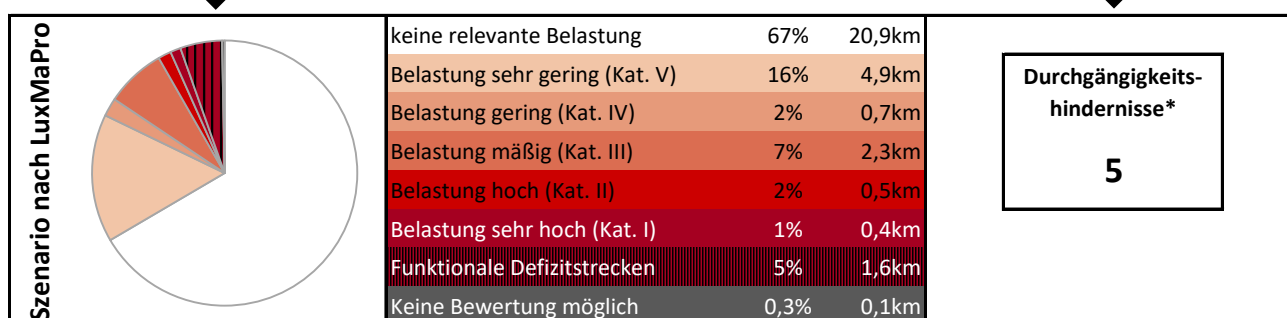 Szenario nach LuxMaPro
keine relevante Belastung 67% 20,9km
Belastung sehr gering (Kat. V) 16% 4,9km
Belastung gering (Kat. IV) 2% 0,7km
Belastung mäßig (Kat. III) 7% 2,3km
Belastung hoch (Kat. II) 2% 0,5km
Belastung sehr hoch (Kat. I) 1% 0,4km
Funktionale Defizitstrecken 5% 1,6km
Keine Bewertung möglich 0,3% 0,1km
Durchgängigkeits-
hindernisse*
5